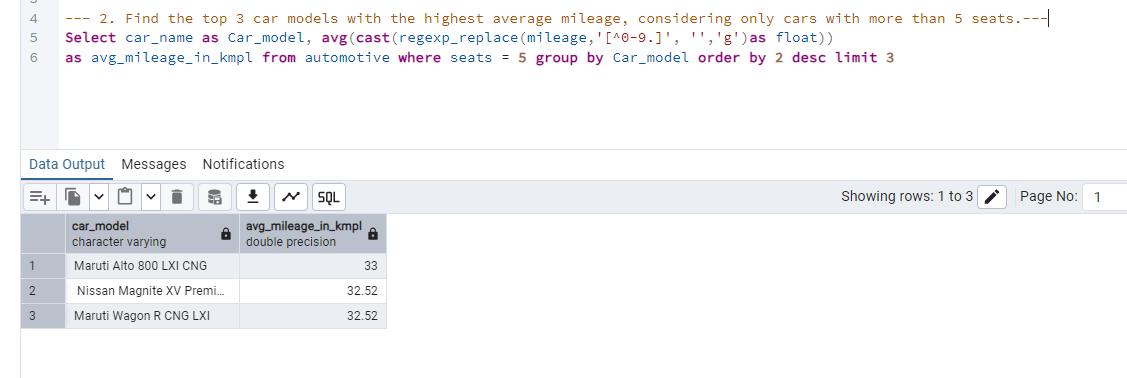 4 --- 2. Find the top 3 car models with the highest average mileage, considering only cars with more than 5 seats.---
5 Select car_name as Car_model, avg(cast(regexp_replace(mileage,'[^0-9.]', '','g')as float))
6 as avg_mileage_in_kmpl from automotive where seats = 5 group by Car_model order by 2 desc limit 3
Data Output Messages Notifications
SQL Showing rows: 1 to 3 Page No: 1
car_model avg_mileage_in_kmpl
character varying double precision
1 Maruti Alto 800 LXI CNG 33
2 Nissan Magnite XV Premi... 32.52
3 Maruti Wagon R CNG LXI 32.52